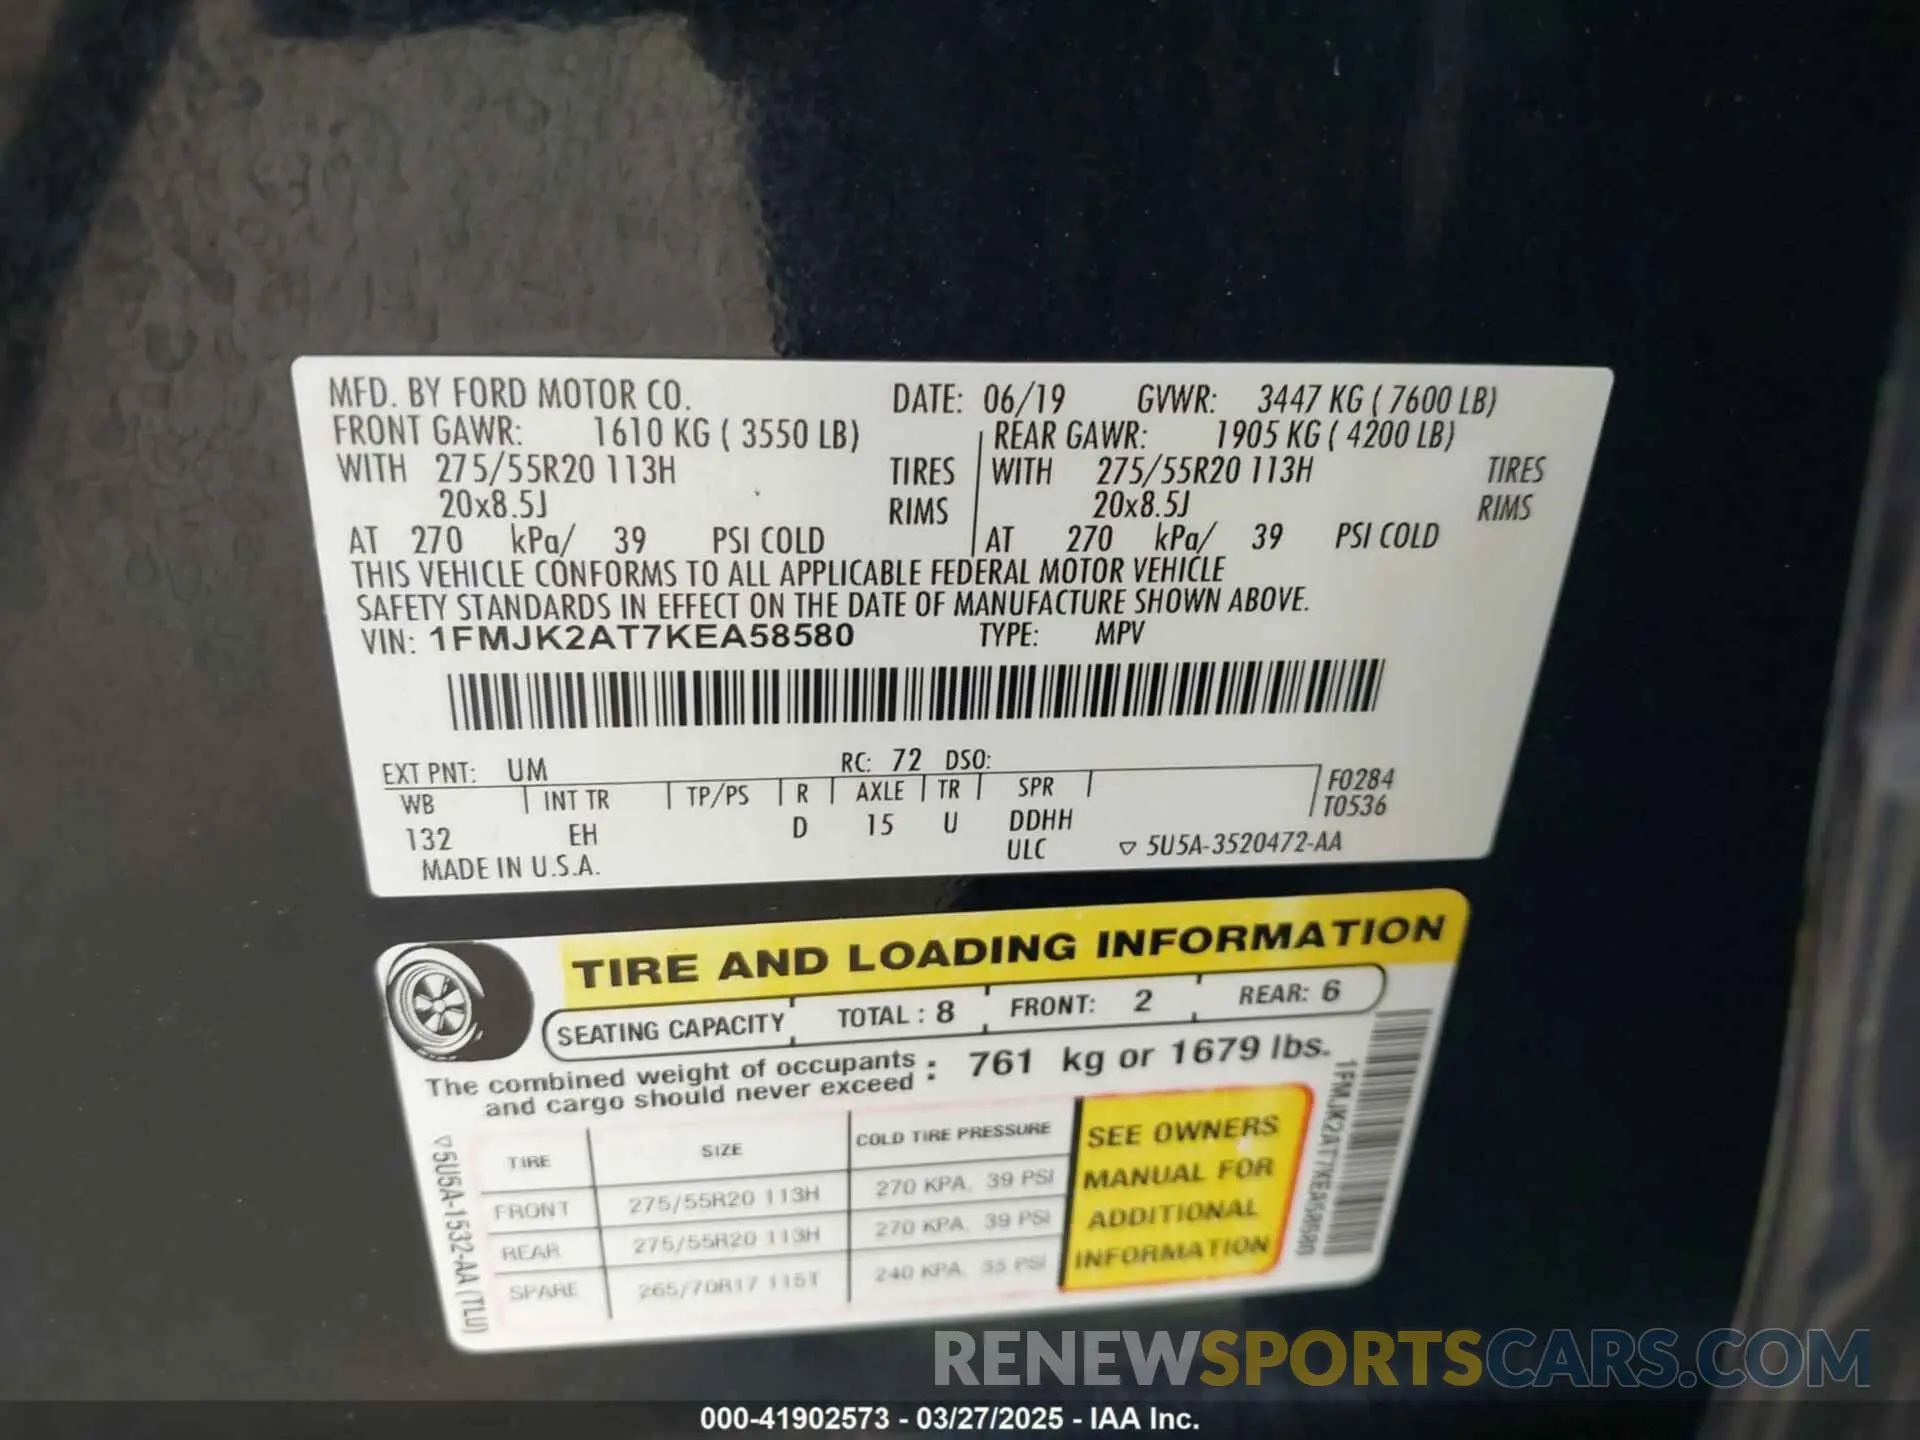 MFD. BY FORD MOTOR CO. DATE: 06/19 GVWR: 3447 KG ( 7600 LB)
FRONT GAWR: 1610 KG ( 3550 LB) REAR GAWR: 1905 KG ( 4200 LB)
WITH 275/55R20 113H TIRES WITH 275/55R20 113H TIRES
20x8.5J RIMS 20x8.5J RIMS
AT 270 kPa/ 39 PSI COLD AT 270 kPa/ 39 PSI COLD
THIS VEHICLE CONFORMS TO ALL APPLICABLE FEDERAL MOTOR VEHICLE
SAFETY STANDARDS IN EFFECT ON THE DATE OF MANUFACTURE SHOWN ABOVE.
VIN: 1FMJK2AT7KEA58580 TYPE: MPV
EXT PNT: UM RC: 72 DSO:
WB INT TR TP/PS R AXLE TR SPR F0284
T0536
132 EH D 15 U DDHH
ULC ▽ 5U5A-3520472-AA
MADE IN U.S.A.
TIRE AND LOADING INFORMATION
SEATING CAPACITY TOTAL : 8 FRONT: 2 REAR: 6
The combined weight of occupants and cargo should never exceed : 761 kg or 1679 lbs.
TIRE SIZE COLD TIRE PRESSURE
FRONT 275/55R20 113H 270 KPA, 39 PSI
REAR 275/55R20 113H 270 KPA, 39 PSI
SPARE 265/70R17 115T 240 KPA, 35 PSI
SEE OWNERS
MANUAL FOR
ADDITIONAL
INFORMATION
1FMJK2AT7KEA58580
▽5U5A-1532-AA (TLU)
RENEWSPORTSCARS.COM
000-41902573 - 03/27/2025 - IAA Inc.